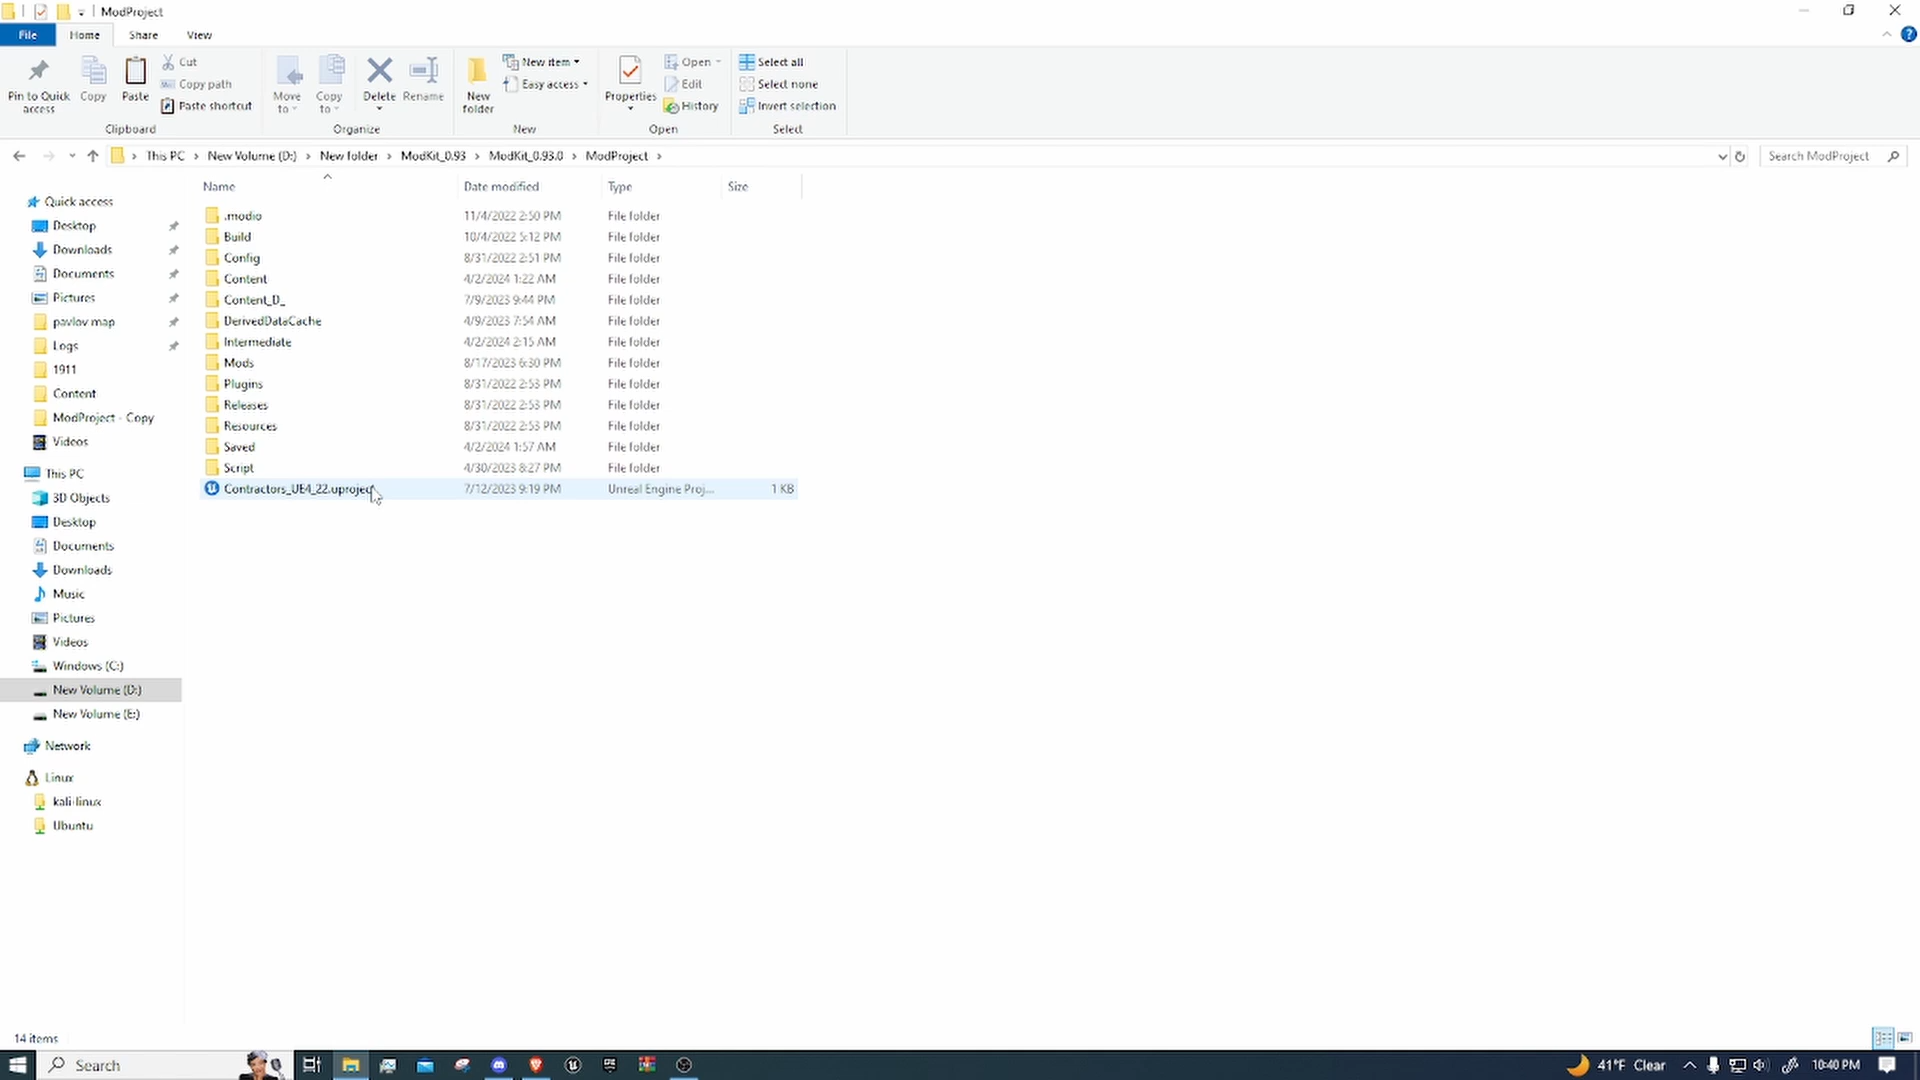 ModProject
File Home Share View
Pin to Quick access
Copy
Paste
Cut
Copy path
Paste shortcut
Clipboard
Move to
Copy to
Delete
Rename
Organize
New folder
New item
Easy access
New
Properties
Open
Edit
History
Open
Select all
Select none
Invert selection
Select
This PC New Volume (D:) New folder ModKit_0.93 ModKit_0.93.0 ModProject
Search ModProject
Name Date modified Type Size
.modio 11/4/2022 2:50 PM File folder
Build 10/4/2022 5:12 PM File folder
Config 8/31/2022 2:51 PM File folder
Content 4/2/2024 1:22 AM File folder
Content_D_ 7/9/2023 9:44 PM File folder
DerivedDataCache 4/9/2023 7:54 AM File folder
Intermediate 4/2/2024 2:15 AM File folder
Mods 8/17/2023 6:30 PM File folder
Plugins 8/31/2022 2:53 PM File folder
Releases 8/31/2022 2:53 PM File folder
Resources 8/31/2022 2:53 PM File folder
Saved 4/2/2024 1:57 AM File folder
Script 4/30/2023 8:27 PM File folder
Contractors_UE4_22.uproject 7/12/2023 9:19 PM Unreal Engine Proj... 1 KB
Quick access
Desktop
Downloads
Documents
Pictures
pavlov map
Logs
1911
Content
ModProject - Copy
Videos
This PC
3D Objects
Desktop
Documents
Downloads
Music
Pictures
Videos
Windows (C:)
New Volume (D:)
New Volume (E:)
Network
Linux
kali-linux
Ubuntu
14 items
Search
41°F Clear
10:40 PM